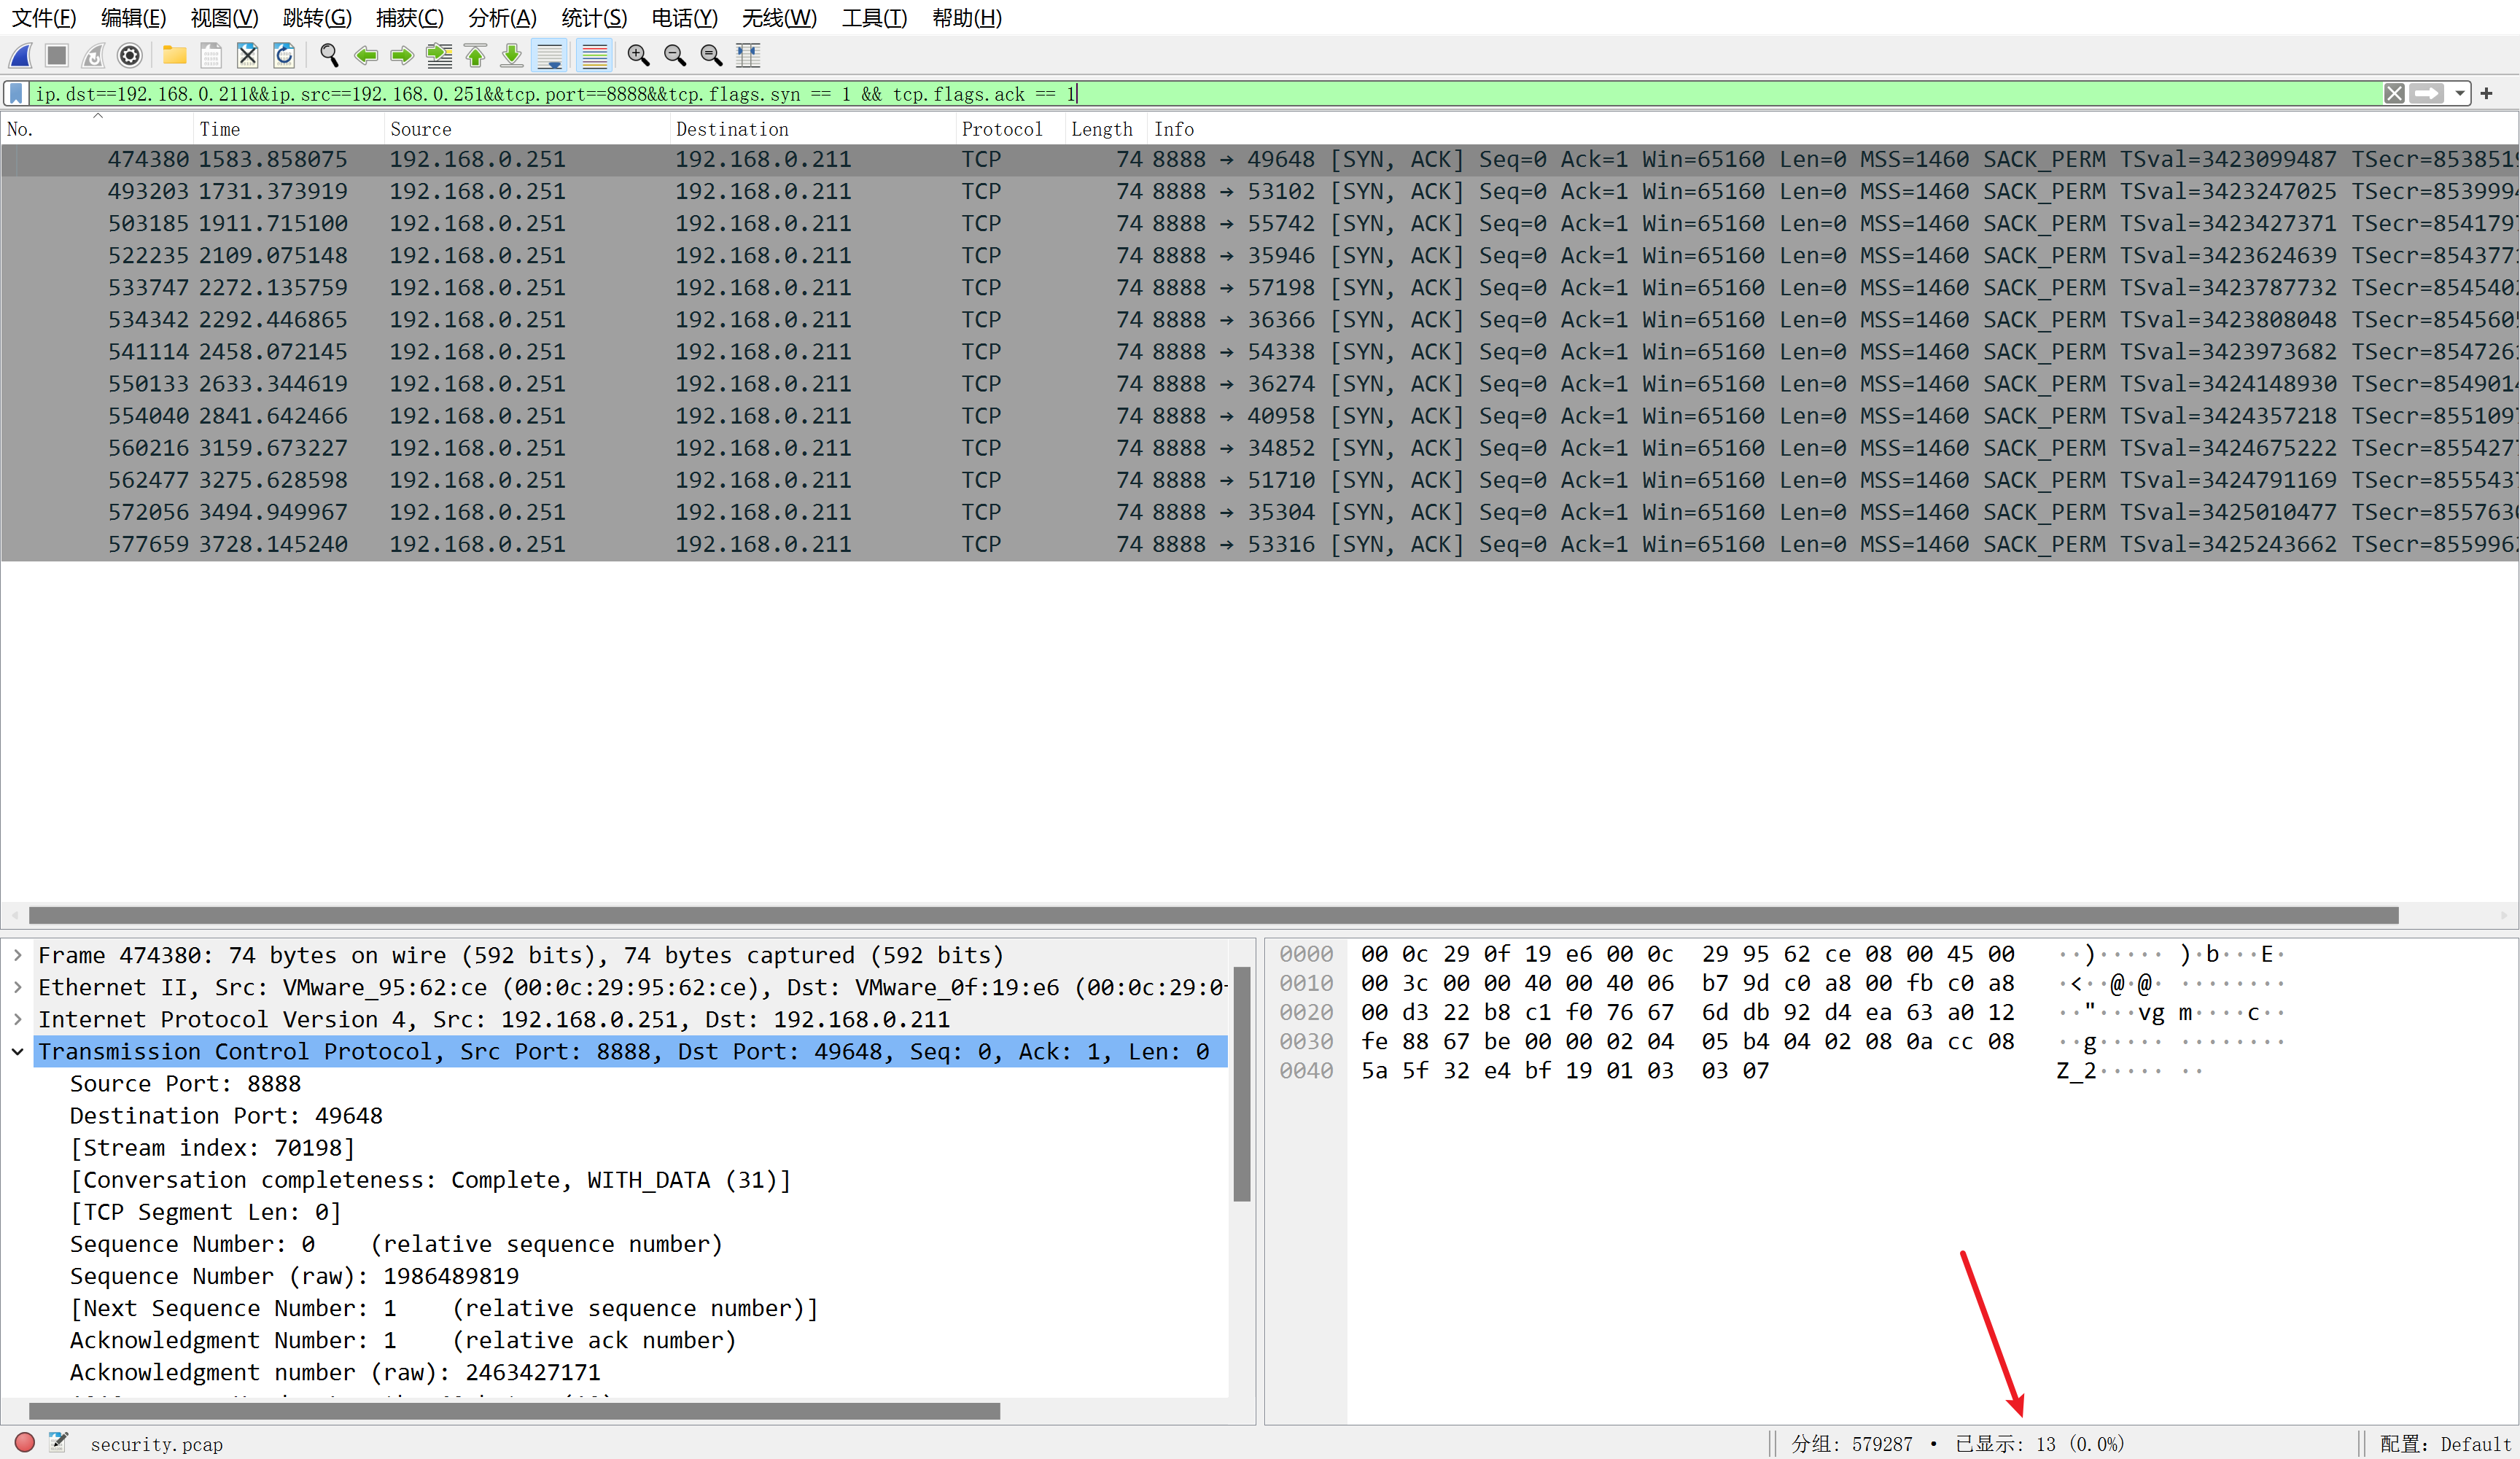 文件(F) 编辑(E) 视图(V) 跳转(G) 捕获(C) 分析(A) 统计(S) 电话(Y) 无线(W) 工具(T) 帮助(H)
ip.dst==192.168.0.211&&ip.src==192.168.0.251&&tcp.port==8888&&tcp.flags.syn == 1 && tcp.flags.ack == 1
No. Time Source Destination Protocol Length Info
474380 1583.858075 192.168.0.251 192.168.0.211 TCP 74 8888 → 49648 [SYN, ACK] Seq=0 Ack=1 Win=65160 Len=0 MSS=1460 SACK_PERM TSval=3423099487 TSecr=853851
493203 1731.373919 192.168.0.251 192.168.0.211 TCP 74 8888 → 53102 [SYN, ACK] Seq=0 Ack=1 Win=65160 Len=0 MSS=1460 SACK_PERM TSval=3423247025 TSecr=853999
503185 1911.715100 192.168.0.251 192.168.0.211 TCP 74 8888 → 55742 [SYN, ACK] Seq=0 Ack=1 Win=65160 Len=0 MSS=1460 SACK_PERM TSval=3423427371 TSecr=854179
522235 2109.075148 192.168.0.251 192.168.0.211 TCP 74 8888 → 35946 [SYN, ACK] Seq=0 Ack=1 Win=65160 Len=0 MSS=1460 SACK_PERM TSval=3423624639 TSecr=854377
533747 2272.135759 192.168.0.251 192.168.0.211 TCP 74 8888 → 57198 [SYN, ACK] Seq=0 Ack=1 Win=65160 Len=0 MSS=1460 SACK_PERM TSval=3423787732 TSecr=854540
534342 2292.446865 192.168.0.251 192.168.0.211 TCP 74 8888 → 36366 [SYN, ACK] Seq=0 Ack=1 Win=65160 Len=0 MSS=1460 SACK_PERM TSval=3423808048 TSecr=854560
541114 2458.072145 192.168.0.251 192.168.0.211 TCP 74 8888 → 54338 [SYN, ACK] Seq=0 Ack=1 Win=65160 Len=0 MSS=1460 SACK_PERM TSval=3423973682 TSecr=854726
550133 2633.344619 192.168.0.251 192.168.0.211 TCP 74 8888 → 36274 [SYN, ACK] Seq=0 Ack=1 Win=65160 Len=0 MSS=1460 SACK_PERM TSval=3424148930 TSecr=854901
554040 2841.642466 192.168.0.251 192.168.0.211 TCP 74 8888 → 40958 [SYN, ACK] Seq=0 Ack=1 Win=65160 Len=0 MSS=1460 SACK_PERM TSval=3424357218 TSecr=855109
560216 3159.673227 192.168.0.251 192.168.0.211 TCP 74 8888 → 34852 [SYN, ACK] Seq=0 Ack=1 Win=65160 Len=0 MSS=1460 SACK_PERM TSval=3424675222 TSecr=855427
562477 3275.628598 192.168.0.251 192.168.0.211 TCP 74 8888 → 51710 [SYN, ACK] Seq=0 Ack=1 Win=65160 Len=0 MSS=1460 SACK_PERM TSval=3424791169 TSecr=855543
572056 3494.949967 192.168.0.251 192.168.0.211 TCP 74 8888 → 35304 [SYN, ACK] Seq=0 Ack=1 Win=65160 Len=0 MSS=1460 SACK_PERM TSval=3425010477 TSecr=855763
577659 3728.145240 192.168.0.251 192.168.0.211 TCP 74 8888 → 53316 [SYN, ACK] Seq=0 Ack=1 Win=65160 Len=0 MSS=1460 SACK_PERM TSval=3425243662 TSecr=855996
Frame 474380: 74 bytes on wire (592 bits), 74 bytes captured (592 bits)
Ethernet II, Src: VMware_95:62:ce (00:0c:29:95:62:ce), Dst: VMware_0f:19:e6 (00:0c:29:0
Internet Protocol Version 4, Src: 192.168.0.251, Dst: 192.168.0.211
Transmission Control Protocol, Src Port: 8888, Dst Port: 49648, Seq: 0, Ack: 1, Len: 0
Source Port: 8888
Destination Port: 49648
[Stream index: 70198]
[Conversation completeness: Complete, WITH_DATA (31)]
[TCP Segment Len: 0]
Sequence Number: 0 (relative sequence number)
Sequence Number (raw): 1986489819
[Next Sequence Number: 1 (relative sequence number)]
Acknowledgment Number: 1 (relative ack number)
Acknowledgment number (raw): 2463427171
0000 00 0c 29 0f 19 e6 00 0c 29 95 62 ce 08 00 45 00 ··)····· )·b···E·
0010 00 3c 00 00 40 00 40 06 b7 9d c0 a8 00 fb c0 a8 ·<··@·@· ········
0020 00 d3 22 b8 c1 f0 76 67 6d db 92 d4 ea 63 a0 12 ··"···vg m····c··
0030 fe 88 67 be 00 00 02 04 05 b4 04 02 08 0a cc 08 ··g····· ········
0040 5a 5f 32 e4 bf 19 01 03 03 07 Z_2····· ··
security.pcap 分组: 579287 · 已显示: 13 (0.0%) 配置: Default